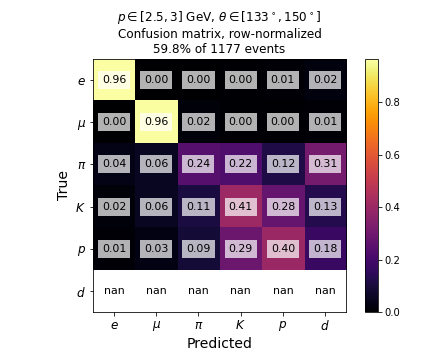 p ∈ [2.5, 3] GeV, θ ∈ [133°, 150°]
Confusion matrix, row-normalized
59.8% of 1177 events
e 0.96 0.00 0.00 0.00 0.01 0.02
μ 0.00 0.96 0.02 0.00 0.00 0.01
π 0.04 0.06 0.24 0.22 0.12 0.31
K 0.02 0.06 0.11 0.41 0.28 0.13
p 0.01 0.03 0.09 0.29 0.40 0.18
d nan nan nan nan nan nan
e μ π K p d
Predicted
True
0.8
0.6
0.4
0.2
0.0